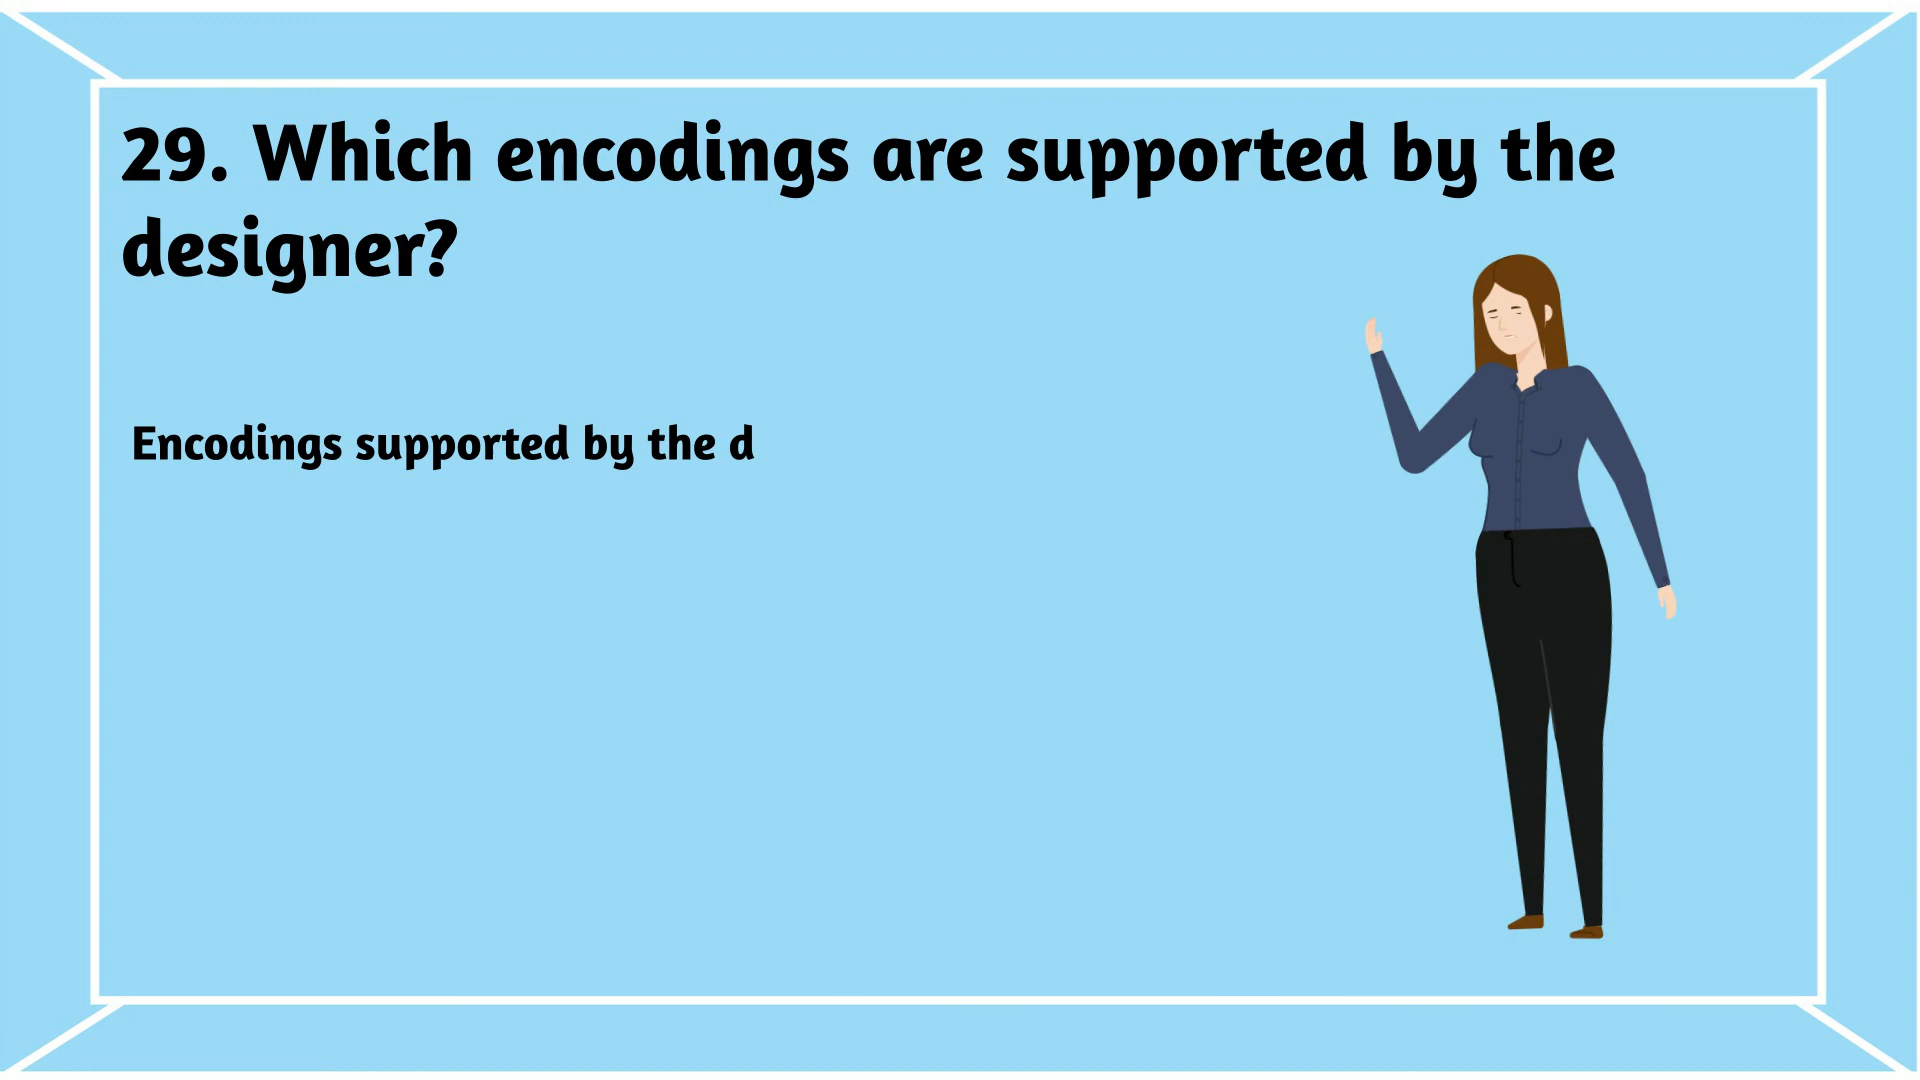 29. Which encodings are supported by the
designer?
Encodings supported by the d